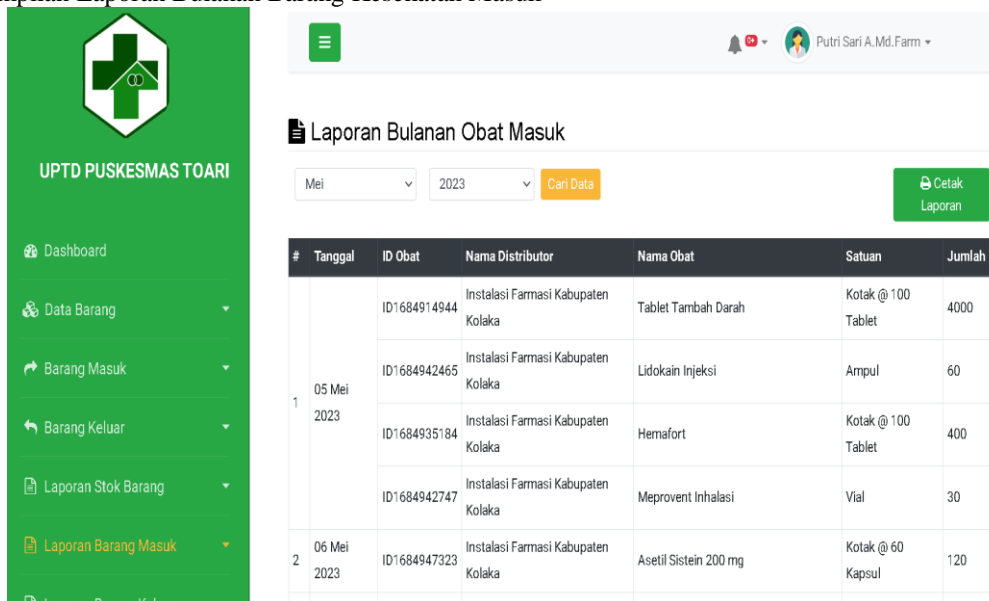 Laporan Bulanan Barang Kesehatan Masuk
UPTD PUSKESMAS TOARI
Dashboard
Data Barang
Barang Masuk
Barang Keluar
Laporan Stok Barang
Laporan Barang Masuk
Putri Sari A.Md.Farm
Laporan Bulanan Obat Masuk
Mei 2023 Cari Data
Cetak
Laporan
# Tanggal ID Obat Nama Distributor Nama Obat Satuan Jumlah
1 05 Mei 2023 ID1684914944 Instalasi Farmasi Kabupaten Kolaka Tablet Tambah Darah Kotak @ 100 Tablet 4000
ID1684942465 Instalasi Farmasi Kabupaten Kolaka Lidokain Injeksi Ampul 60
ID1684935184 Instalasi Farmasi Kabupaten Kolaka Hemafort Kotak @ 100 Tablet 400
ID1684942747 Instalasi Farmasi Kabupaten Kolaka Meprovent Inhalasi Vial 30
2 06 Mei 2023 ID1684947323 Instalasi Farmasi Kabupaten Kolaka Asetil Sistein 200 mg Kotak @ 60 Kapsul 120